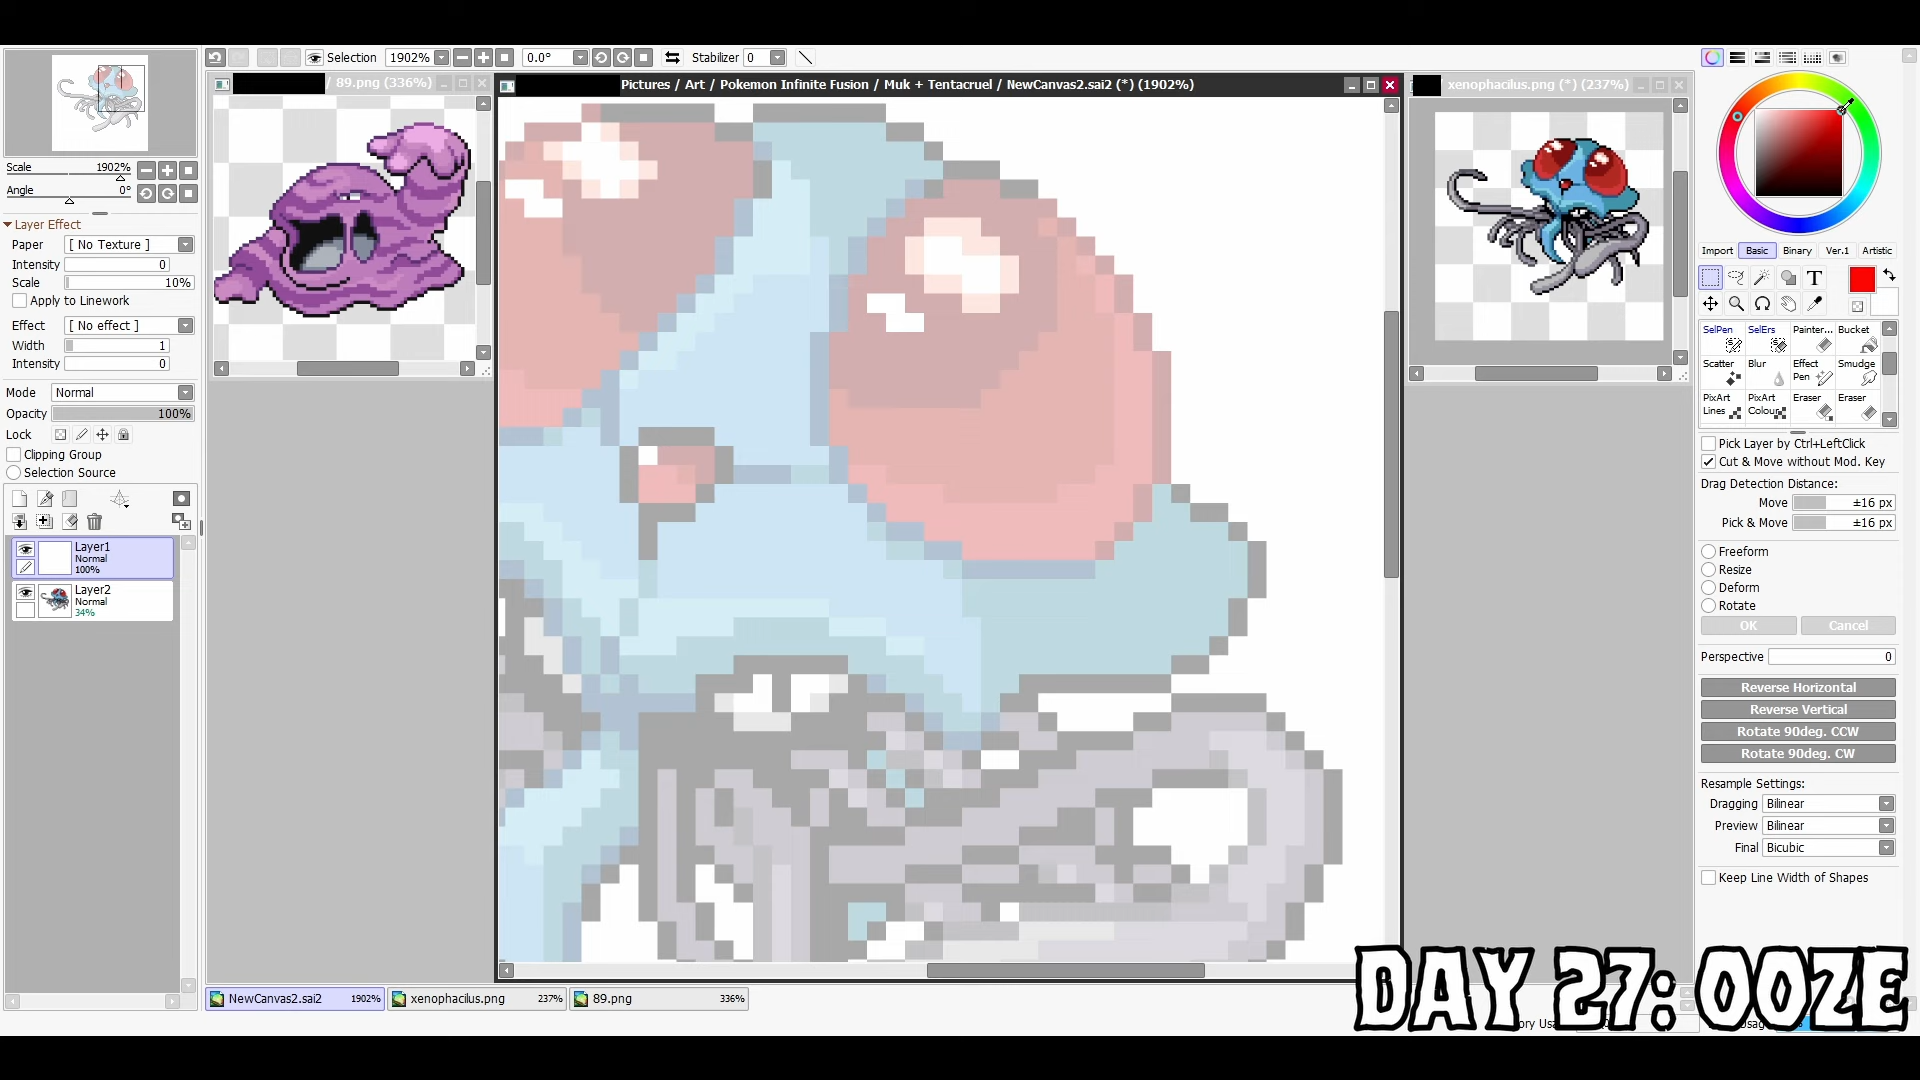 Selection 1902% 0.0° Stabilizer 0
/ 89.png (336%)
Pictures / Art / Pokemon Infinite Fusion / Muk + Tentacruel / NewCanvas2.sai2 (*) (1902%)
xenophacilus.png (*) (237%)
Scale 1902%
Angle 0°
Layer Effect
Paper [ No Texture ]
Intensity 0
Scale 10%
Apply to Linework
Effect [ No effect ]
Width 1
Intensity 0
Mode Normal
Opacity 100%
Lock
Clipping Group
Selection Source
Layer1
Normal
100%
Layer2
Normal
34%
Import Basic Binary Ver.1 Artistic
T
SelPen SelErs Painter... Bucket
Scatter Blur Effect Pen Smudge
PixArt Lines PixArt Colour Eraser Eraser
Pick Layer by Ctrl+LeftClick
Cut & Move without Mod. Key
Drag Detection Distance:
Move ±16 px
Pick & Move ±16 px
Freeform
Resize
Deform
Rotate
OK Cancel
Perspective 0
Reverse Horizontal
Reverse Vertical
Rotate 90deg. CCW
Rotate 90deg. CW
Resample Settings:
Dragging Bilinear
Preview Bilinear
Final Bicubic
Keep Line Width of Shapes
NewCanvas2.sai2 1902% xenophacilus.png 237% 89.png 336%
DAY 27: OOZE